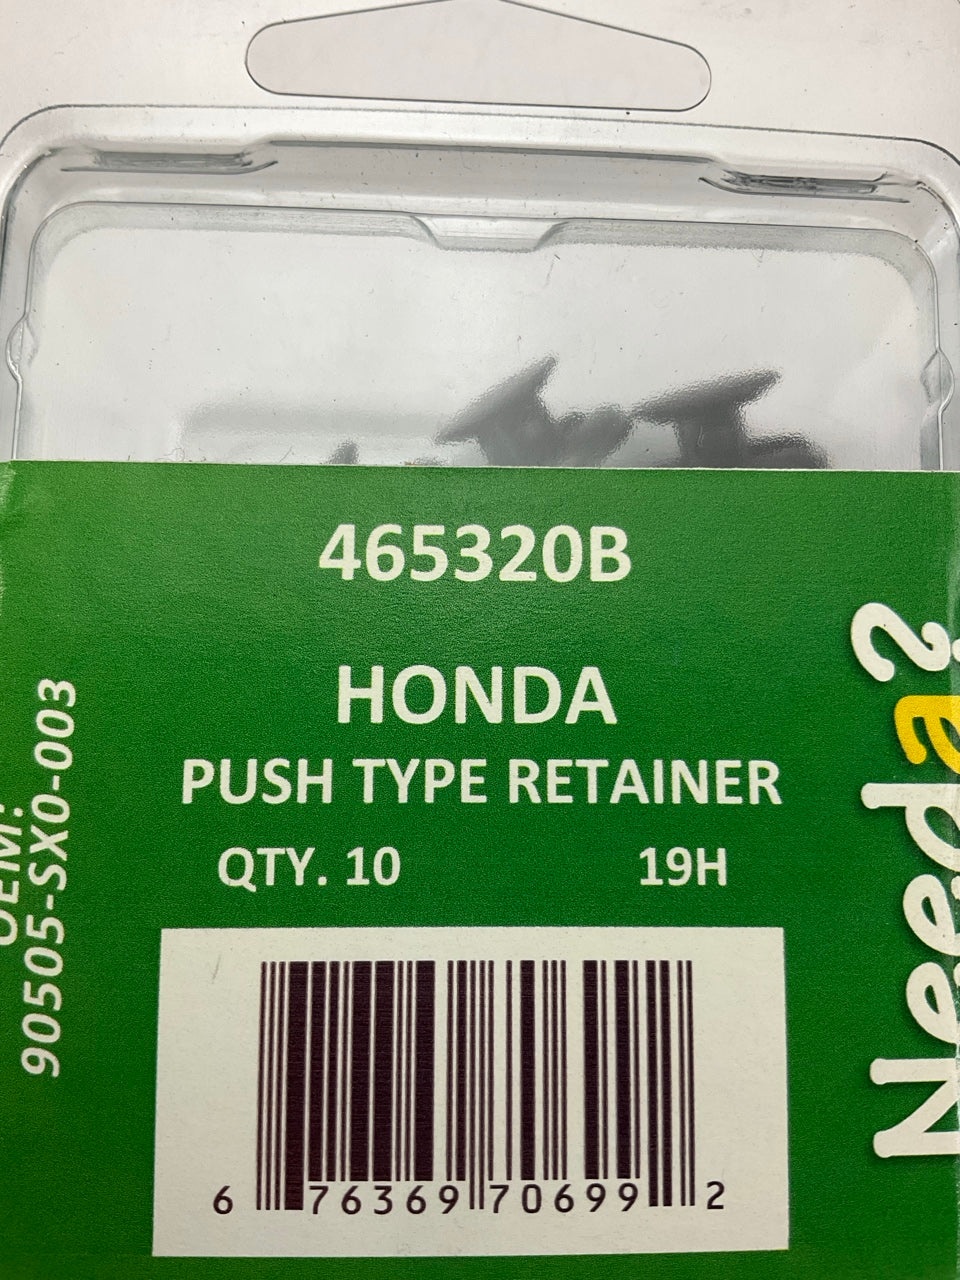 465320B
HONDA
PUSH TYPE RETAINER
QTY. 10 19H
6 76369 70699 2
OEM:
90505-SX0-003
Need a?